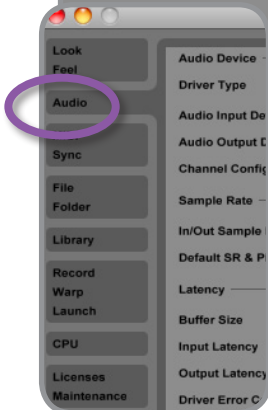 Look
Feel
Audio
Sync
File
Folder
Library
Record
Warp
Launch
CPU
Licenses
Maintenance
Audio Device
Driver Type
Audio Input De
Audio Output D
Channel Config
Sample Rate
In/Out Sample
Default SR & P
Latency
Buffer Size
Input Latency
Output Latency
Driver Error C